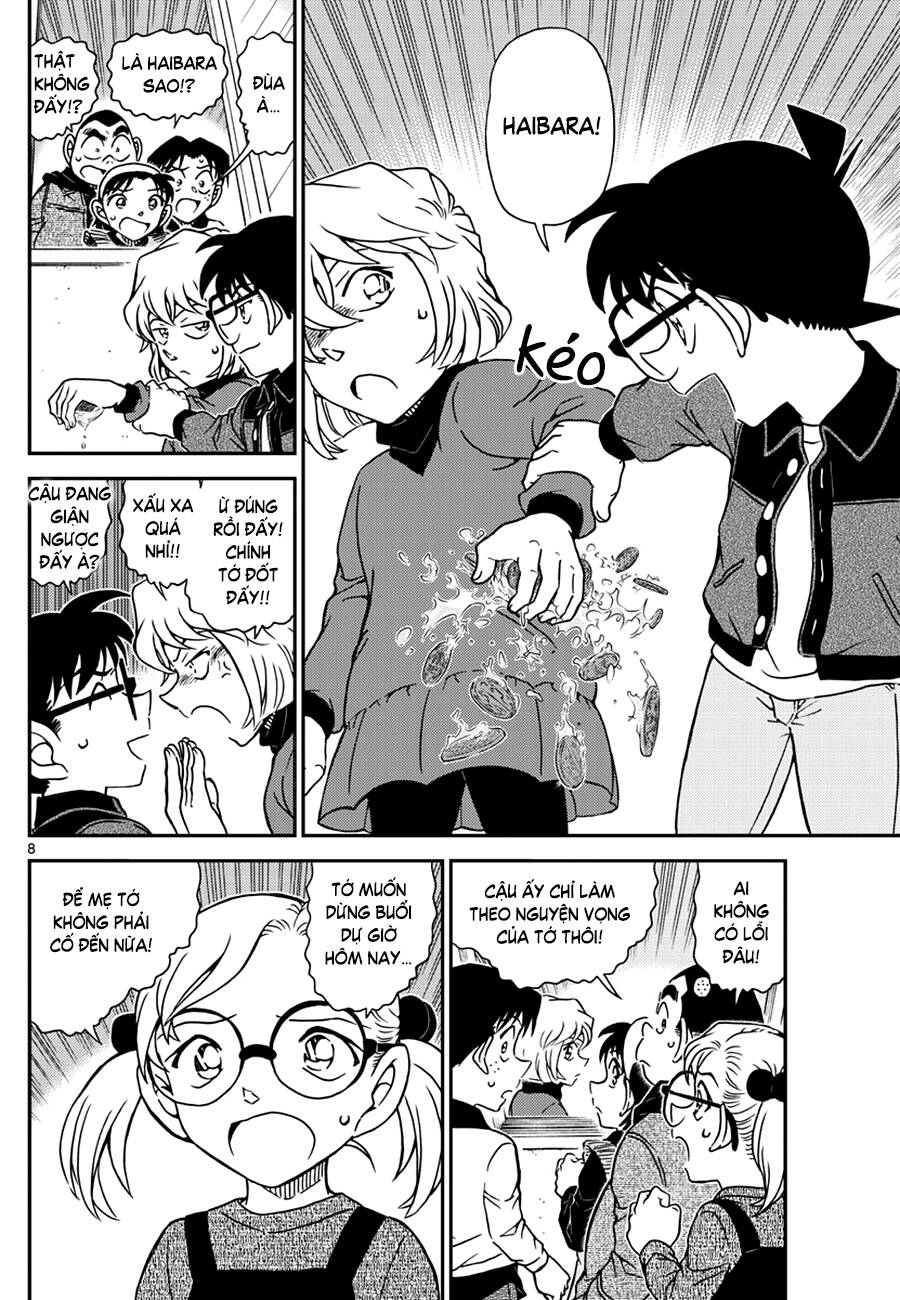 HAIBARA!
kéo
ĐÙA
À...
LÀ HAIBARA
SAO!?
THẬT
KHÔNG
ĐẤY!?
Ừ ĐÚNG
RỒI ĐẤY!
CHÍNH
TỚ ĐỐT
ĐẤY!!
XẤU XA
QUÁ
NHỈ!!
CẬU ĐANG
GIẬN
NGƯỢC
ĐẤY À?
8
AI
KHÔNG
CÓ LỖI
ĐÂU!
CẬU ẤY CHỈ LÀM
THEO NGUYỆN VỌNG
CỦA TỚ THÔI!
TỚ MUỐN
DỪNG BUỔI
DỰ GIỜ
HÔM NAY...
ĐỂ MẸ TỚ
KHÔNG PHẢI
CỐ ĐẾN NỮA!